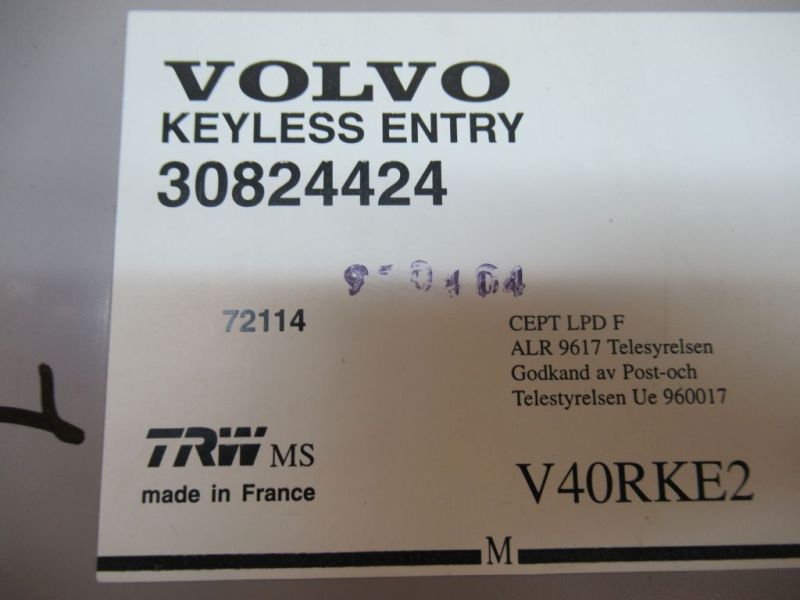 VOLVO
KEYLESS ENTRY
30824424
72114
CEPT LPD F
ALR 9617 Telesyrelsen
Godkand av Post-och
Telestyrelsen Ue 960017
TRW MS
made in France
V40RKE2
M